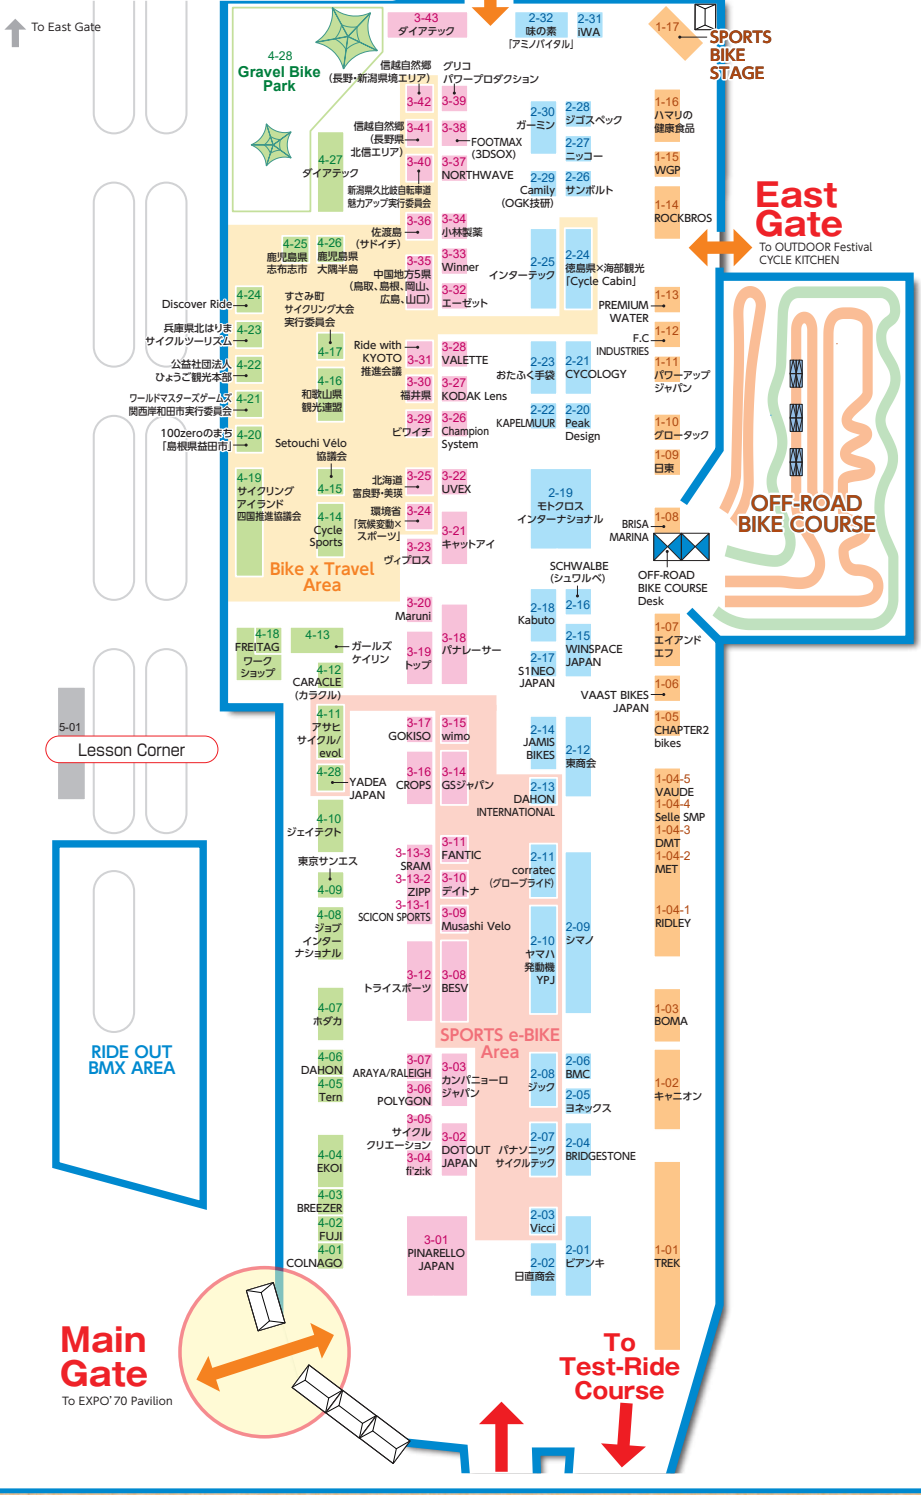 To East Gate
4-28
Gravel Bike
Park
3-43
ダイアテック
2-32
味の素
「アミノバイタル」
2-31
iWA
1-17
SPORTS
BIKE
STAGE
信越自然郷
(長野・新潟県境エリア)
3-42
グリコ
パワープロダクション
3-39
信越自然郷
(長野県
北信エリア)
3-41
3-38
FOOTMAX
(3DSOX)
4-27
ダイアテック
3-40
新潟県久比岐自転車道
魅力アップ実行委員会
3-37
NORTHWAVE
2-30
ガーミン
2-28
ジゴスペック
2-27
ニッコー
2-29
Camily
(OGK技研)
2-26
サンボルト
1-16
ハマリの
健康食品
1-15
WGP
1-14
ROCKBROS
East
Gate
To OUTDOOR Festival
CYCLE KITCHEN
3-36
佐渡島
(サドイチ)
3-34
小林製薬
4-25
鹿児島県
志布志市
4-26
鹿児島県
大隅半島
3-35
中国地方5県
(鳥取、島根、岡山、
広島、山口)
3-33
Winner
3-32
エーゼット
2-25
インターテック
2-24
徳島県×海部観光
「Cycle Cabin」
1-13
PREMIUM
WATER
1-12
F.C
INDUSTRIES
1-11
パワーアップ
ジャパン
4-24
Discover Ride
すさみ町
サイクリング大会
実行委員会
4-17
4-23
兵庫県北はりま
サイクルツーリズム
4-22
公益社団法人
ひょうご観光本部
4-21
ワールドマスターズゲームズ
関西岸和田市実行委員会
4-20
100zeroのまち
「島根県益田市」
4-16
和歌山県
観光連盟
Ride with
KYOTO
推進会議
3-31
3-28
VALETTE
3-30
福井県
3-27
KODAK Lens
3-29
ビワイチ
3-26
Champion
System
2-23
おたふく手袋
2-21
CYCOLOGY
2-22
KAPELMUUR
2-20
Peak
Design
1-10
グロータック
1-09
日東
Setouchi Vélo
協議会
4-15
4-19
サイクリング
アイランド
四国推進協議会
4-14
Cycle
Sports
3-25
北海道
富良野・美瑛
3-22
UVEX
3-24
環境省
「気候変動×
スポーツ」
3-21
キャットアイ
3-23
ヴィプロス
2-19
モトクロス
インターナショナル
1-08
BRISA
MARINA
OFF-ROAD
BIKE COURSE
OFF-ROAD
BIKE COURSE
Desk
Bike x Travel
Area
3-20
Maruni
3-19
トップ
3-18
パナレーサー
SCHWALBE
(シュワルベ)
2-16
2-18
Kabuto
2-15
WINSPACE
JAPAN
2-17
S1NEO
JAPAN
1-07
エイアンド
エフ
1-06
VAAST BIKES
JAPAN
1-05
CHAPTER2
bikes
4-18
FREITAG
ワーク
ショップ
4-13
ガールズ
ケイリン
4-12
CARACLE
(カラクル)
4-11
アサヒ
サイクル/
evol
4-28
YADEA
JAPAN
5-01
Lesson Corner
3-17
GOKISO
3-15
wimo
3-16
CROPS
3-14
GSジャパン
2-14
JAMIS
BIKES
2-12
東商会
2-13
DAHON
INTERNATIONAL
1-04-5
VAUDE
1-04-4
Selle SMP
1-04-3
DMT
1-04-2
MET
1-04-1
RIDLEY
4-10
ジェイテクト
東京サンエス
4-09
4-08
ジョブ
インター
ナショナル
3-13-3
SRAM
3-13-2
ZIPP
3-13-1
SCICON SPORTS
3-11
FANTIC
3-10
デイトナ
3-09
Musashi Velo
2-11
corratec
(グローブライド)
2-10
ヤマハ
発動機
YPJ
2-09
シマノ
3-12
トライスポーツ
3-08
BESV
4-07
ホダカ
SPORTS e-BIKE
Area
1-03
BOMA
RIDE OUT
BMX AREA
4-06
DAHON
4-05
Tern
3-07
ARAYA/RALEIGH
3-06
POLYGON
3-03
カンパニョーロ
ジャパン
2-08
ジック
2-06
BMC
2-05
ヨネックス
1-02
キャニオン
3-05
サイクル
クリエーション
3-04
fi'zi:k
3-02
DOTOUT
JAPAN
2-07
パナソニック
サイクルテック
2-04
BRIDGESTONE
4-04
EKOI
4-03
BREEZER
4-02
FUJI
4-01
COLNAGO
3-01
PINARELLO
JAPAN
2-03
Vicci
2-02
日直商会
2-01
ビアンキ
1-01
TREK
Main
Gate
To EXPO'70 Pavilion
To
Test-Ride
Course